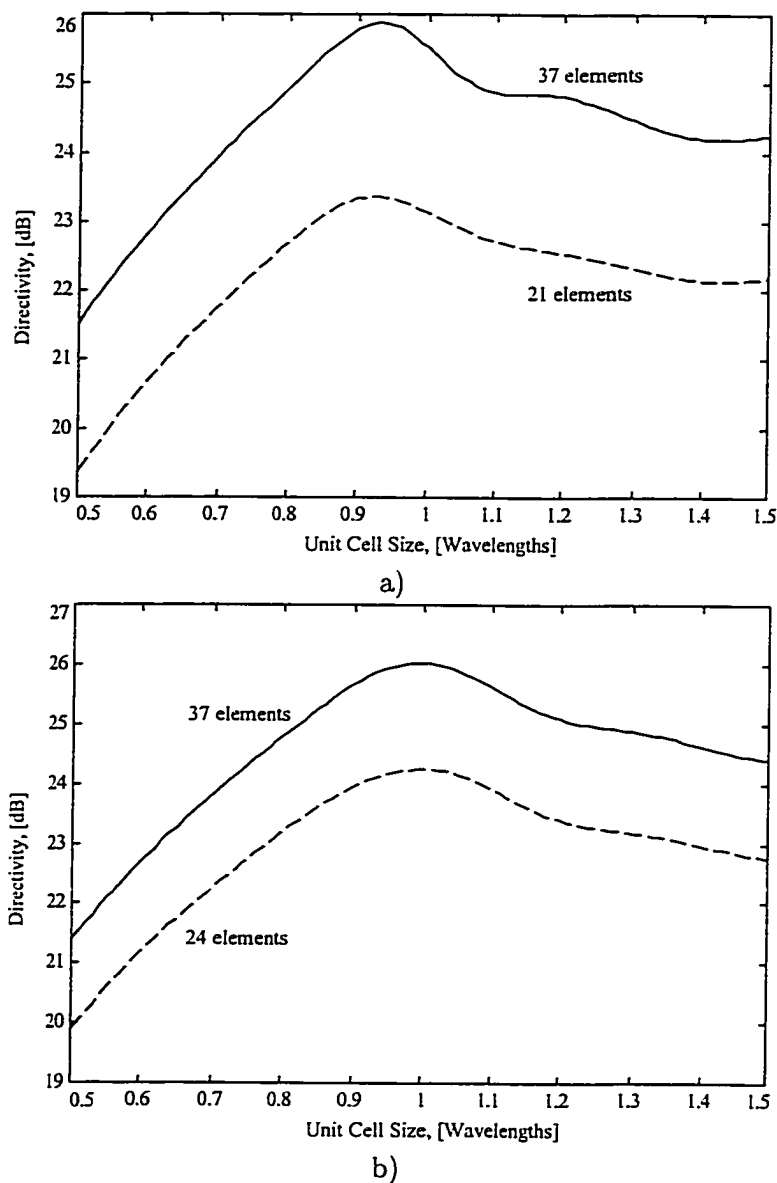 26
25
24
23
22
21
20
19
Directivity, [dB]
37 elements
21 elements
0.5 0.6 0.7 0.8 0.9 1 1.1 1.2 1.3 1.4 1.5
Unit Cell Size, [Wavelengths]
a)
27
26
25
24
23
22
21
20
19
Directivity, [dB]
37 elements
24 elements
0.5 0.6 0.7 0.8 0.9 1 1.1 1.2 1.3 1.4 1.5
Unit Cell Size, [Wavelengths]
b)